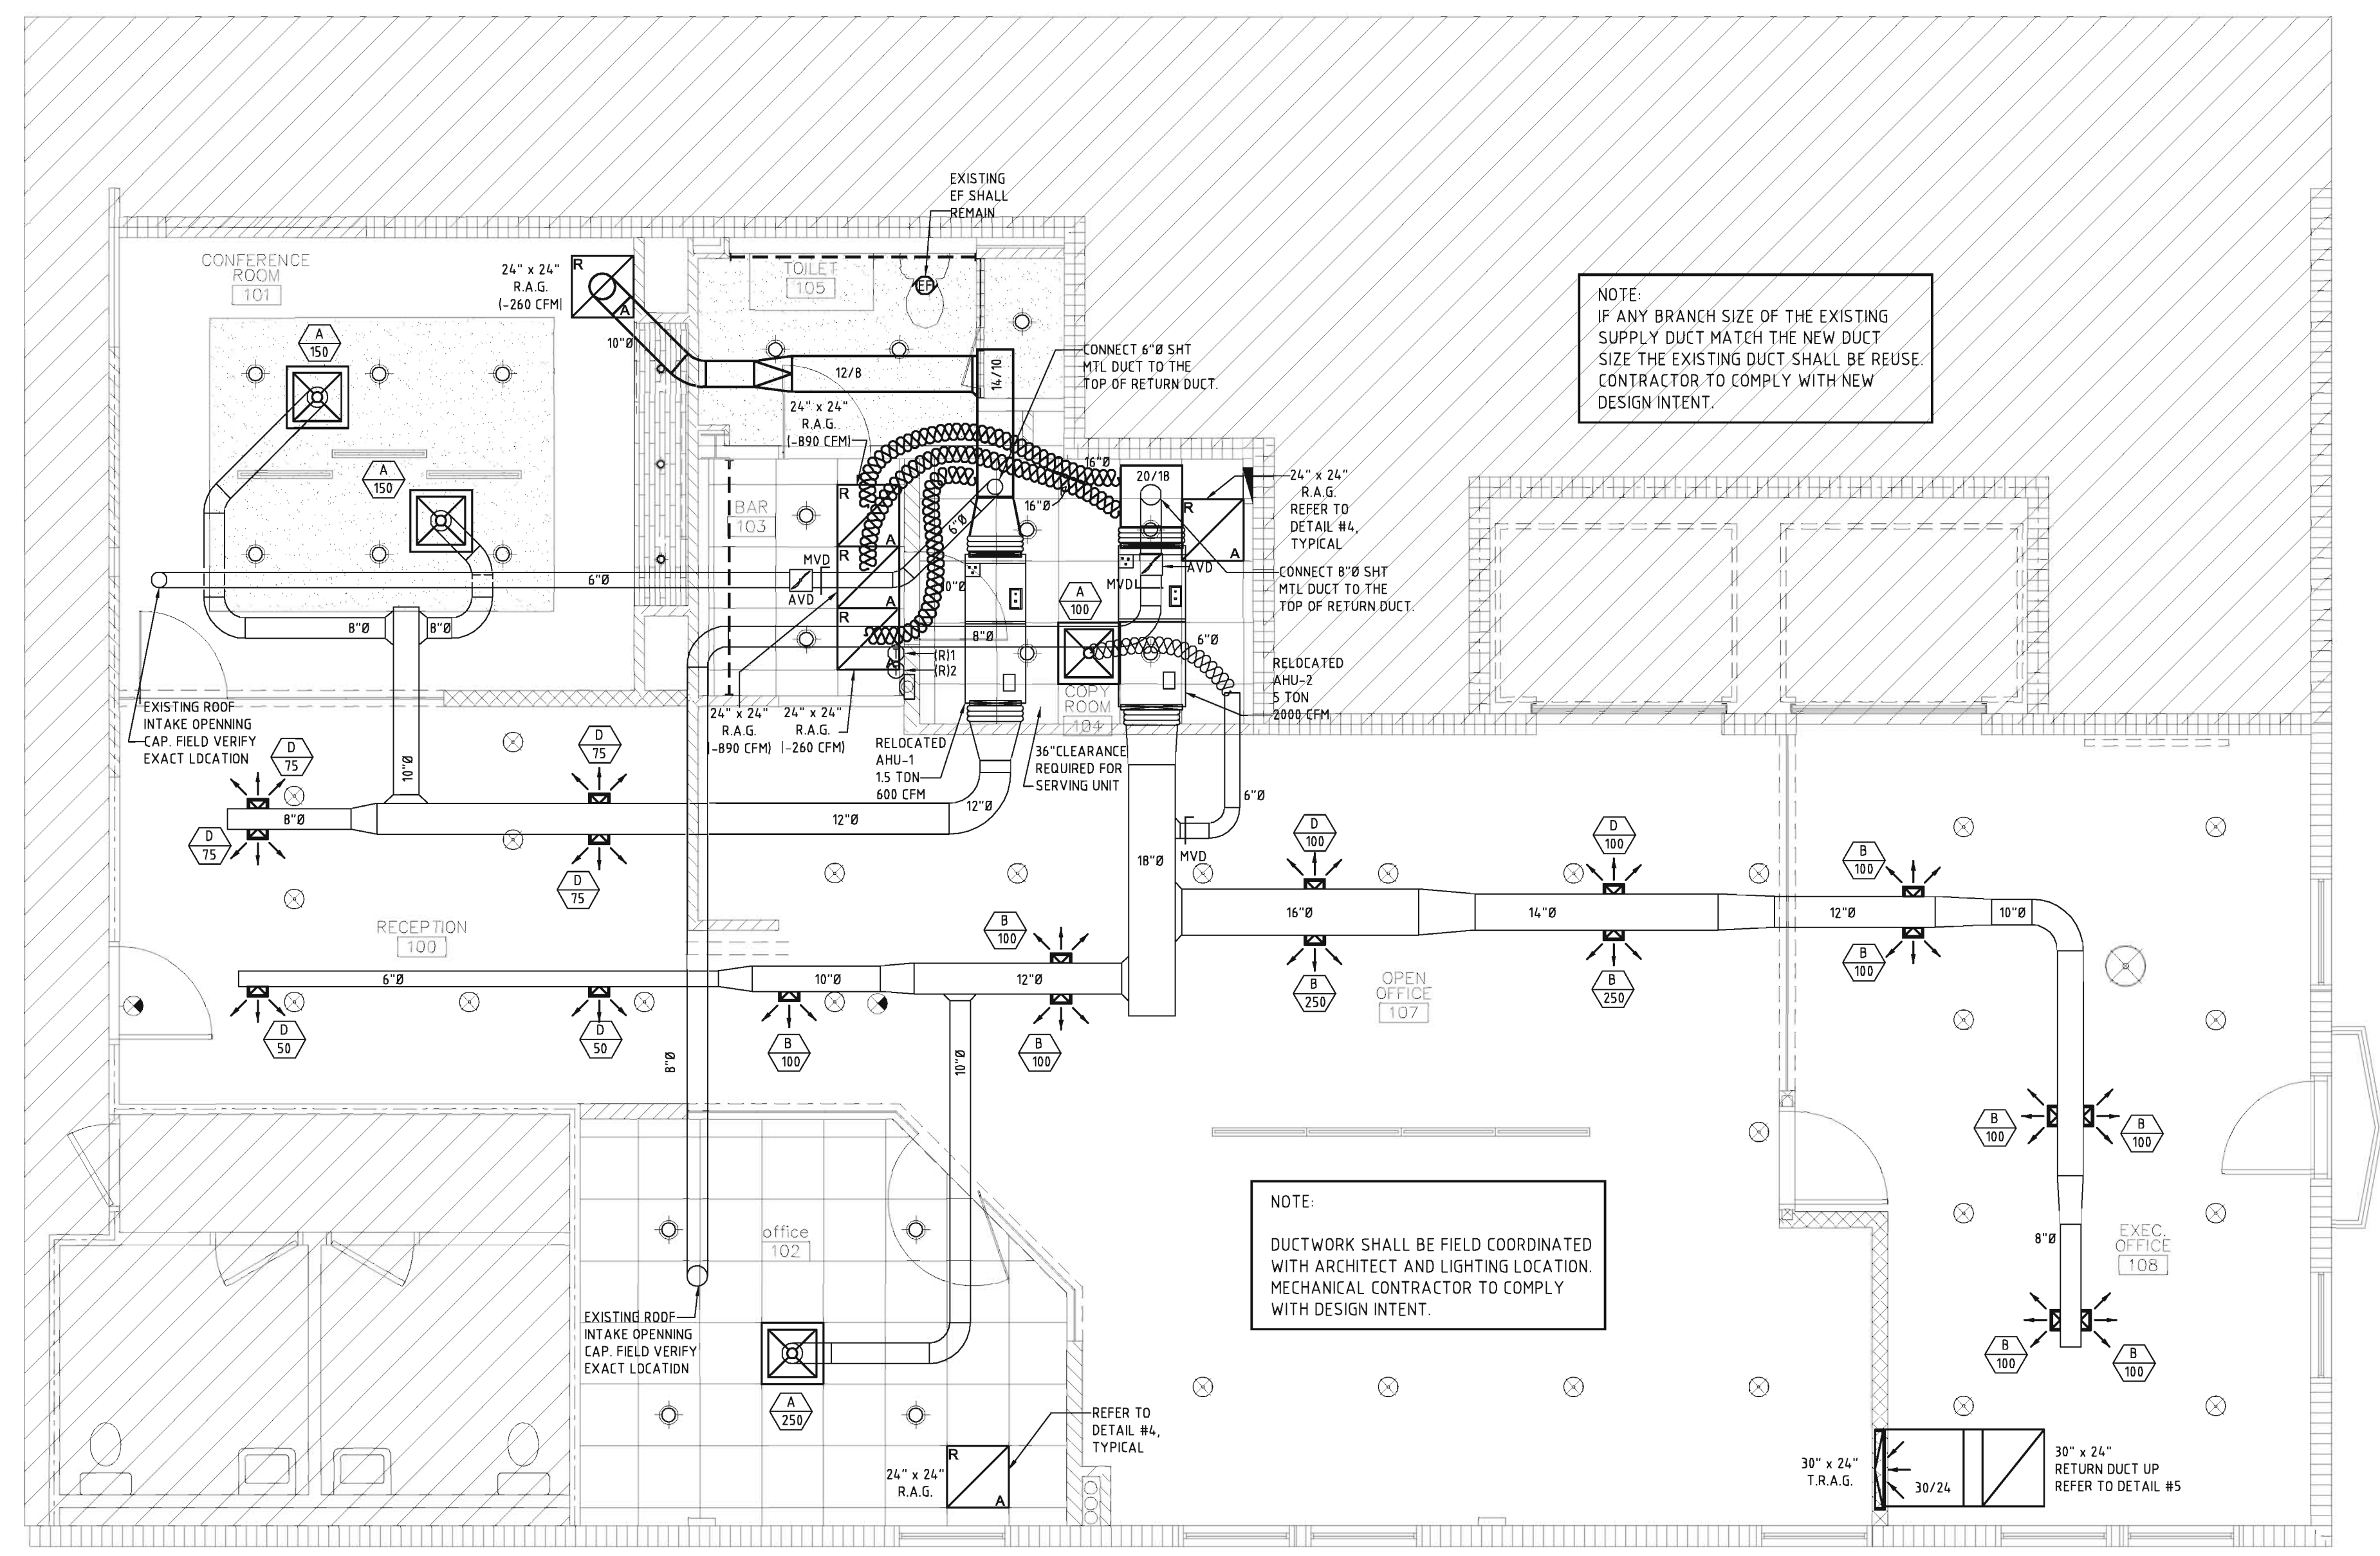 EXISTING
EF SHALL
REMAIN
CONFERENCE
ROOM
101
24" x 24"
R.A.G.
(-260 CFM)
R
A
10"Ø
TOILET
105
EF
12/8
14/10
CONNECT 6"Ø SHT
MTL DUCT TO THE
TOP OF RETURN DUCT.
NOTE:
IF ANY BRANCH SIZE OF THE EXISTING
SUPPLY DUCT MATCH THE NEW DUCT
SIZE THE EXISTING DUCT SHALL BE REUSE.
CONTRACTOR TO COMPLY WITH NEW
DESIGN INTENT.
A
150
A
150
24" x 24"
R.A.G.
(-890 CFM)
BAR
103
R
A
R
A
R
A
16"Ø
16"Ø
20/18
R
A
24" x 24"
R.A.G.
REFER TO
DETAIL #4,
TYPICAL
6"Ø
MVD
AVD
6"Ø
10"Ø
AVD
MVD
CONNECT 8"Ø SHT
MTL DUCT TO THE
TOP OF RETURN DUCT.
A
100
8"Ø
8"Ø
8"Ø
6"Ø
(R)1
(R)2
RELOCATED
AHU-2
5 TON
2000 CFM
COPY
ROOM
104
EXISTING ROOF
INTAKE OPENNING
CAP. FIELD VERIFY
EXACT LOCATION
24" x 24"
R.A.G.
(-890 CFM)
24" x 24"
R.A.G.
(-260 CFM)
RELOCATED
AHU-1
1.5 TON
600 CFM
36"CLEARANCE
REQUIRED FOR
SERVING UNIT
D
75
D
75
10"Ø
8"Ø
12"Ø
12"Ø
6"Ø
D
75
D
75
18"Ø
MVD
D
100
D
100
B
100
16"Ø
14"Ø
12"Ø
10"Ø
RECEPTION
100
B
100
B
100
6"Ø
10"Ø
12"Ø
OPEN
OFFICE
107
B
250
B
250
D
50
D
50
B
100
B
100
8"Ø
10"Ø
B
100
B
100
office
102
NOTE:
DUCTWORK SHALL BE FIELD COORDINATED
WITH ARCHITECT AND LIGHTING LOCATION.
MECHANICAL CONTRACTOR TO COMPLY
WITH DESIGN INTENT.
8"Ø
EXEC.
OFFICE
108
EXISTING ROOF
INTAKE OPENNING
CAP. FIELD VERIFY
EXACT LOCATION
B
100
B
100
A
250
REFER TO
DETAIL #4,
TYPICAL
24" x 24"
R.A.G.
R
A
30" x 24"
T.R.A.G.
30/24
30" x 24"
RETURN DUCT UP
REFER TO DETAIL #5